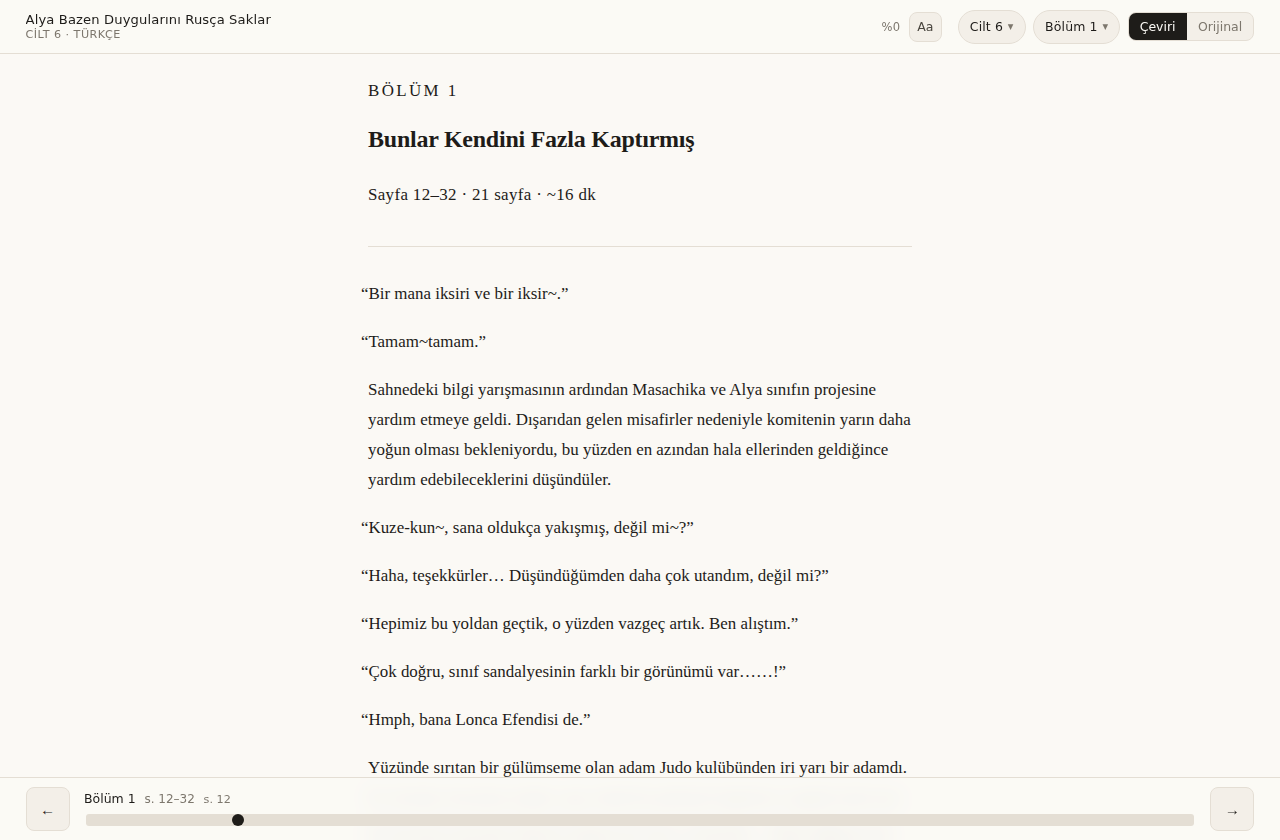 Alya Bazen Duygularını Rusça Saklar
CİLT 6 · TÜRKÇE
%0
Aa
Cilt 6 ▾
Bölüm 1 ▾
Çeviri
Orijinal
BÖLÜM 1
Bunlar Kendini Fazla Kaptırmış
Sayfa 12–32 · 21 sayfa · ~16 dk
“Bir mana iksiri ve bir iksir~.”
“Tamam~tamam.”
Sahnedeki bilgi yarışmasının ardından Masachika ve Alya sınıfın projesine
yardım etmeye geldi. Dışarıdan gelen misafirler nedeniyle komitenin yarın daha
yoğun olması bekleniyordu, bu yüzden en azından hala ellerinden geldiğince
yardım edebileceklerini düşündüler.
“Kuze-kun~, sana oldukça yakışmış, değil mi~?”
“Haha, teşekkürler… Düşündüğümden daha çok utandım, değil mi?”
“Hepimiz bu yoldan geçtik, o yüzden vazgeç artık. Ben alıştım.”
“Çok doğru, sınıf sandalyesinin farklı bir görünümü var……!”
“Hmph, bana Lonca Efendisi de.”
Yüzünde sırıtan bir gülümseme olan adam Judo kulübünden iri yarı bir adamdı.
←
Bölüm 1 s. 12–32 s. 12
→